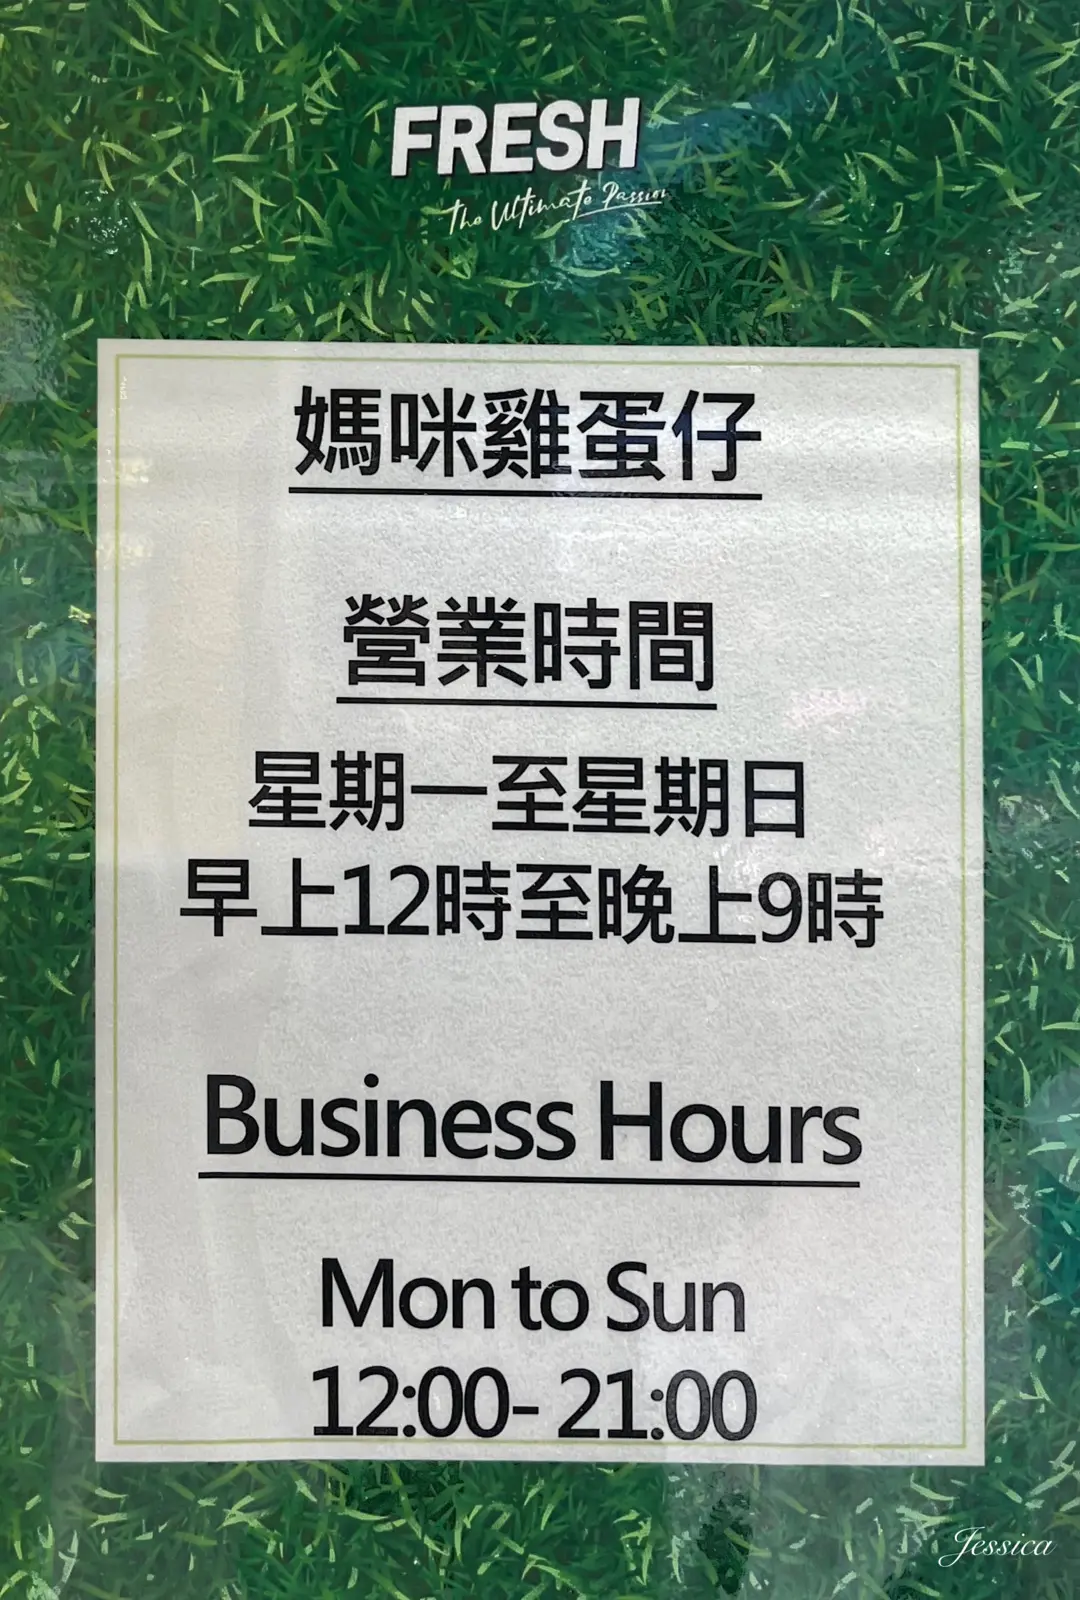 FRESH
The Ultimate Passion
媽咪雞蛋仔
營業時間
星期一至星期日
早上12時至晚上9時
Business Hours
Mon to Sun
12:00- 21:00
Jessica